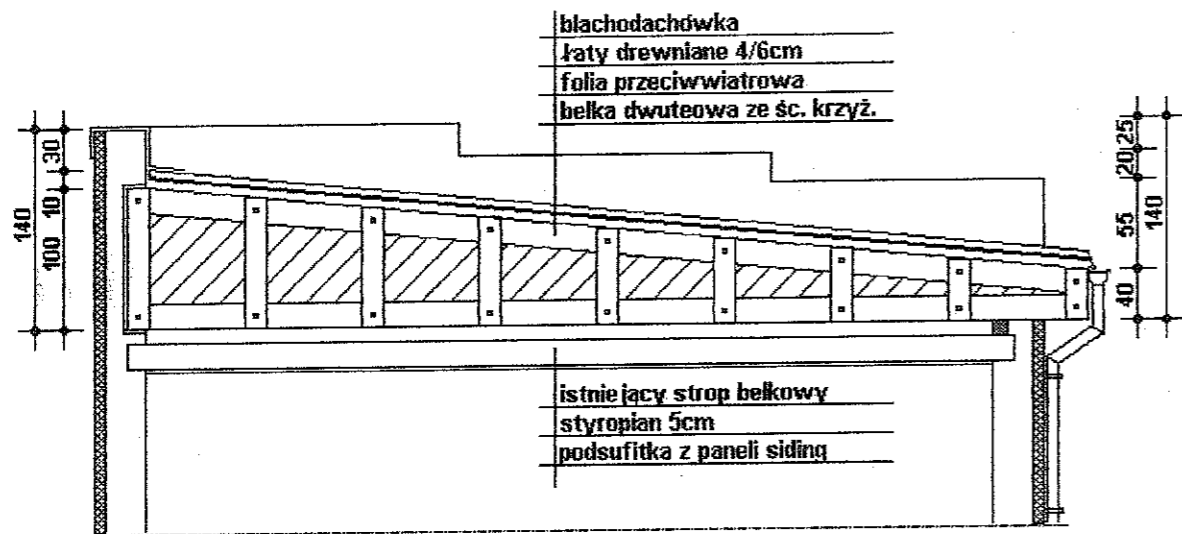 blachodachówka
łaty drewniane 4/6cm
folia przeciwwiatrowa
belka dwuteowa ze śc. krzyż.
140
30
10
100
25
20
55
40
140
istniejący strop belkowy
styropian 5cm
podsufitka z paneli siding